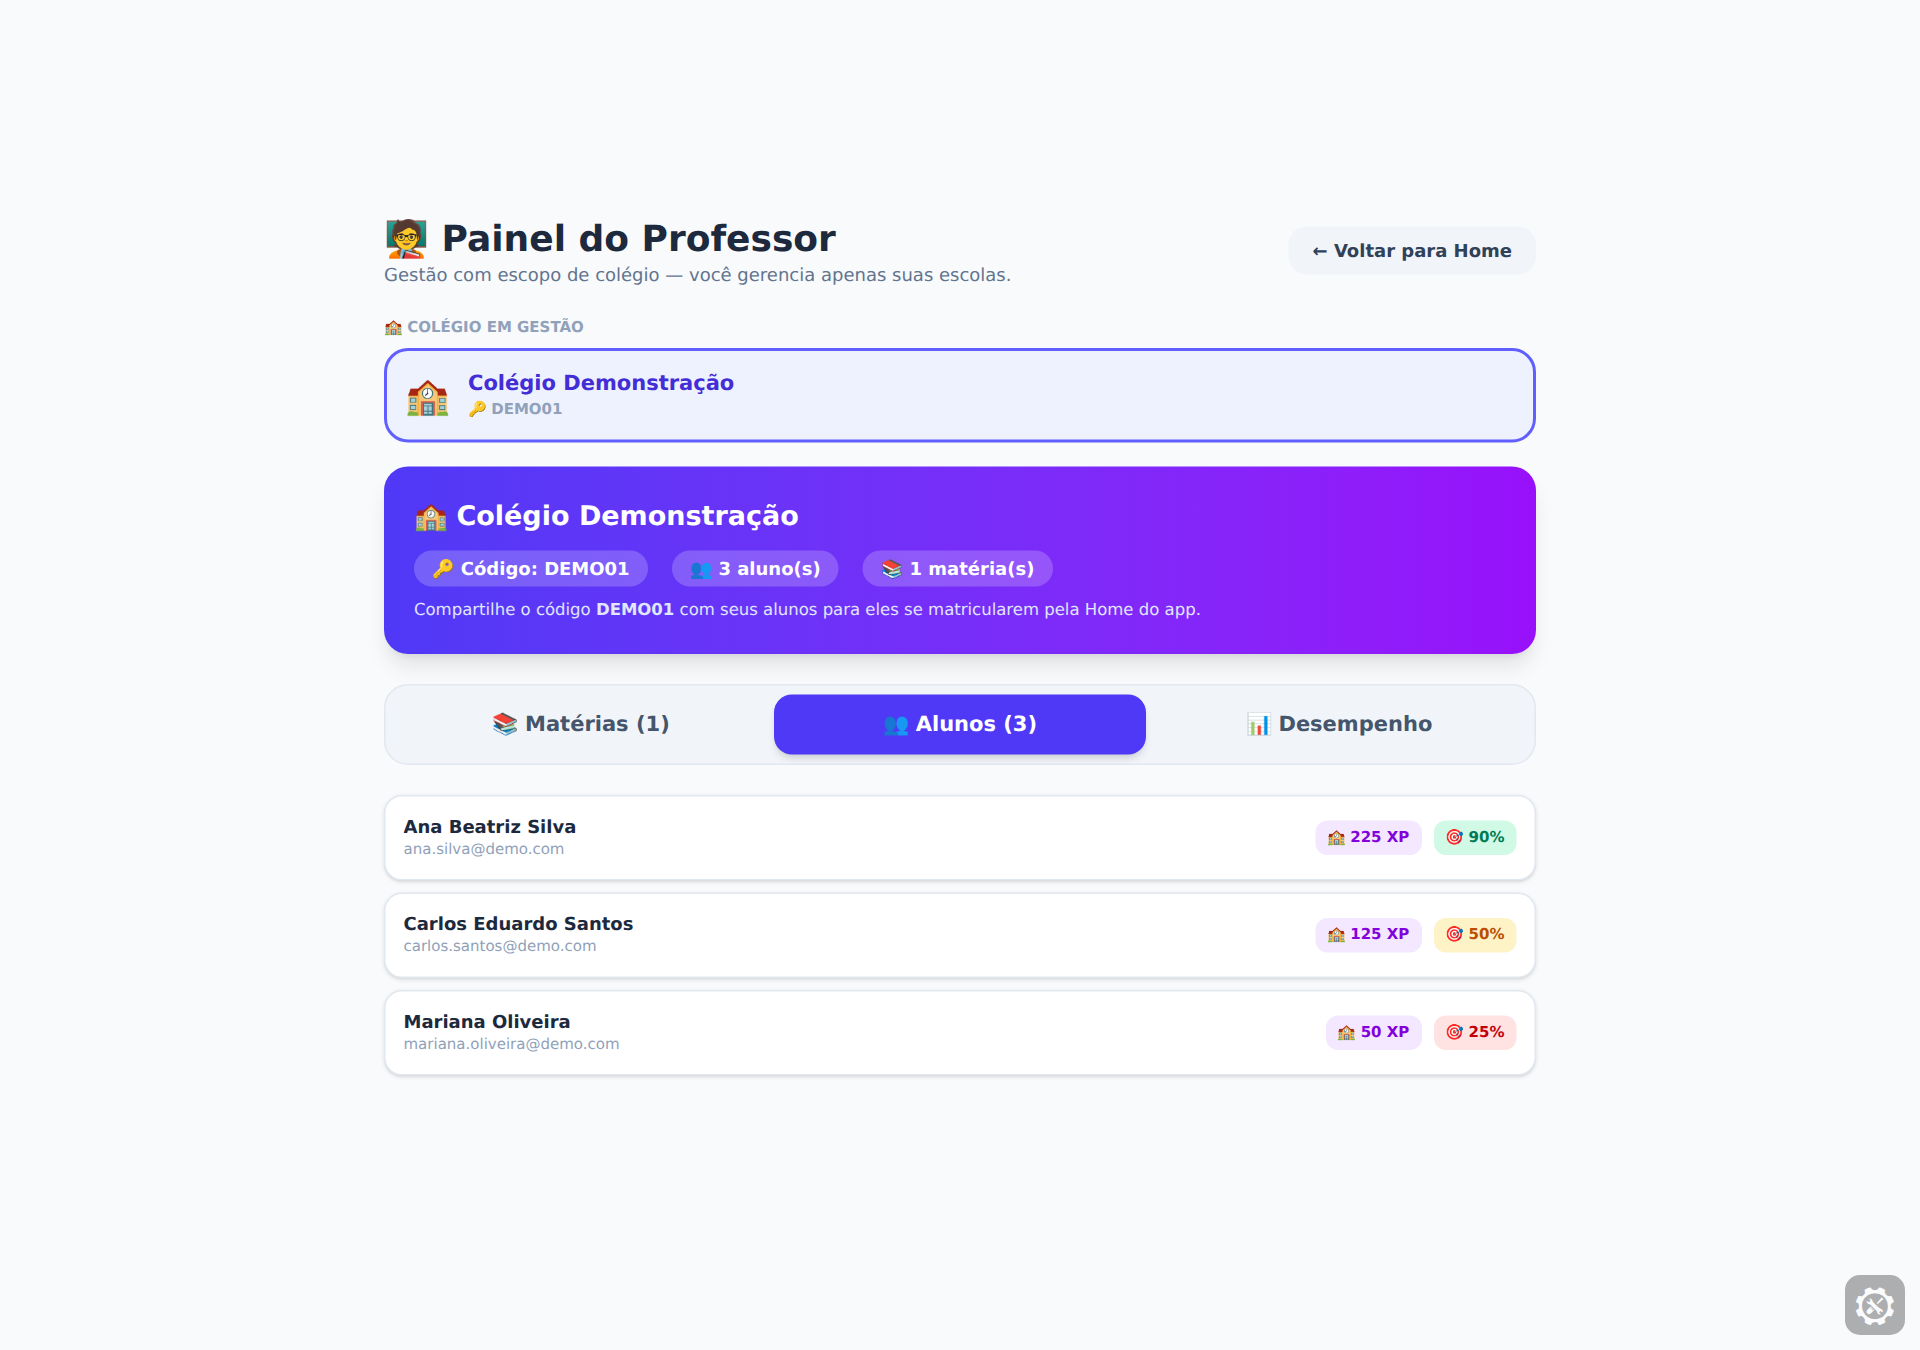 Painel do Professor
Gestão com escopo de colégio — você gerencia apenas suas escolas.
← Voltar para Home
COLÉGIO EM GESTÃO
Colégio Demonstração
DEMO01
Colégio Demonstração
Código: DEMO01
3 aluno(s)
1 matéria(s)
Compartilhe o código DEMO01 com seus alunos para eles se matricularem pela Home do app.
Matérias (1)
Alunos (3)
Desempenho
Ana Beatriz Silva
ana.silva@demo.com
225 XP
90%
Carlos Eduardo Santos
carlos.santos@demo.com
125 XP
50%
Mariana Oliveira
mariana.oliveira@demo.com
50 XP
25%